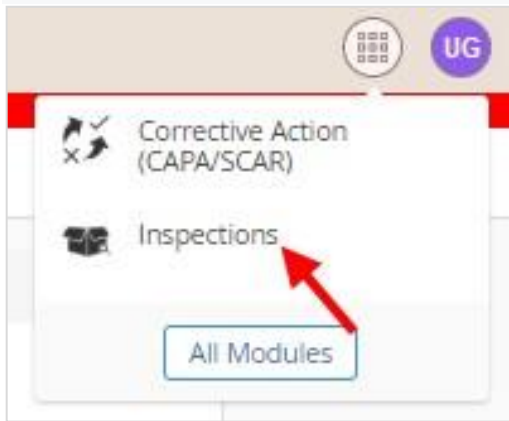 UG
Corrective Action
(CAPA/SCAR)
Inspections
All Modules